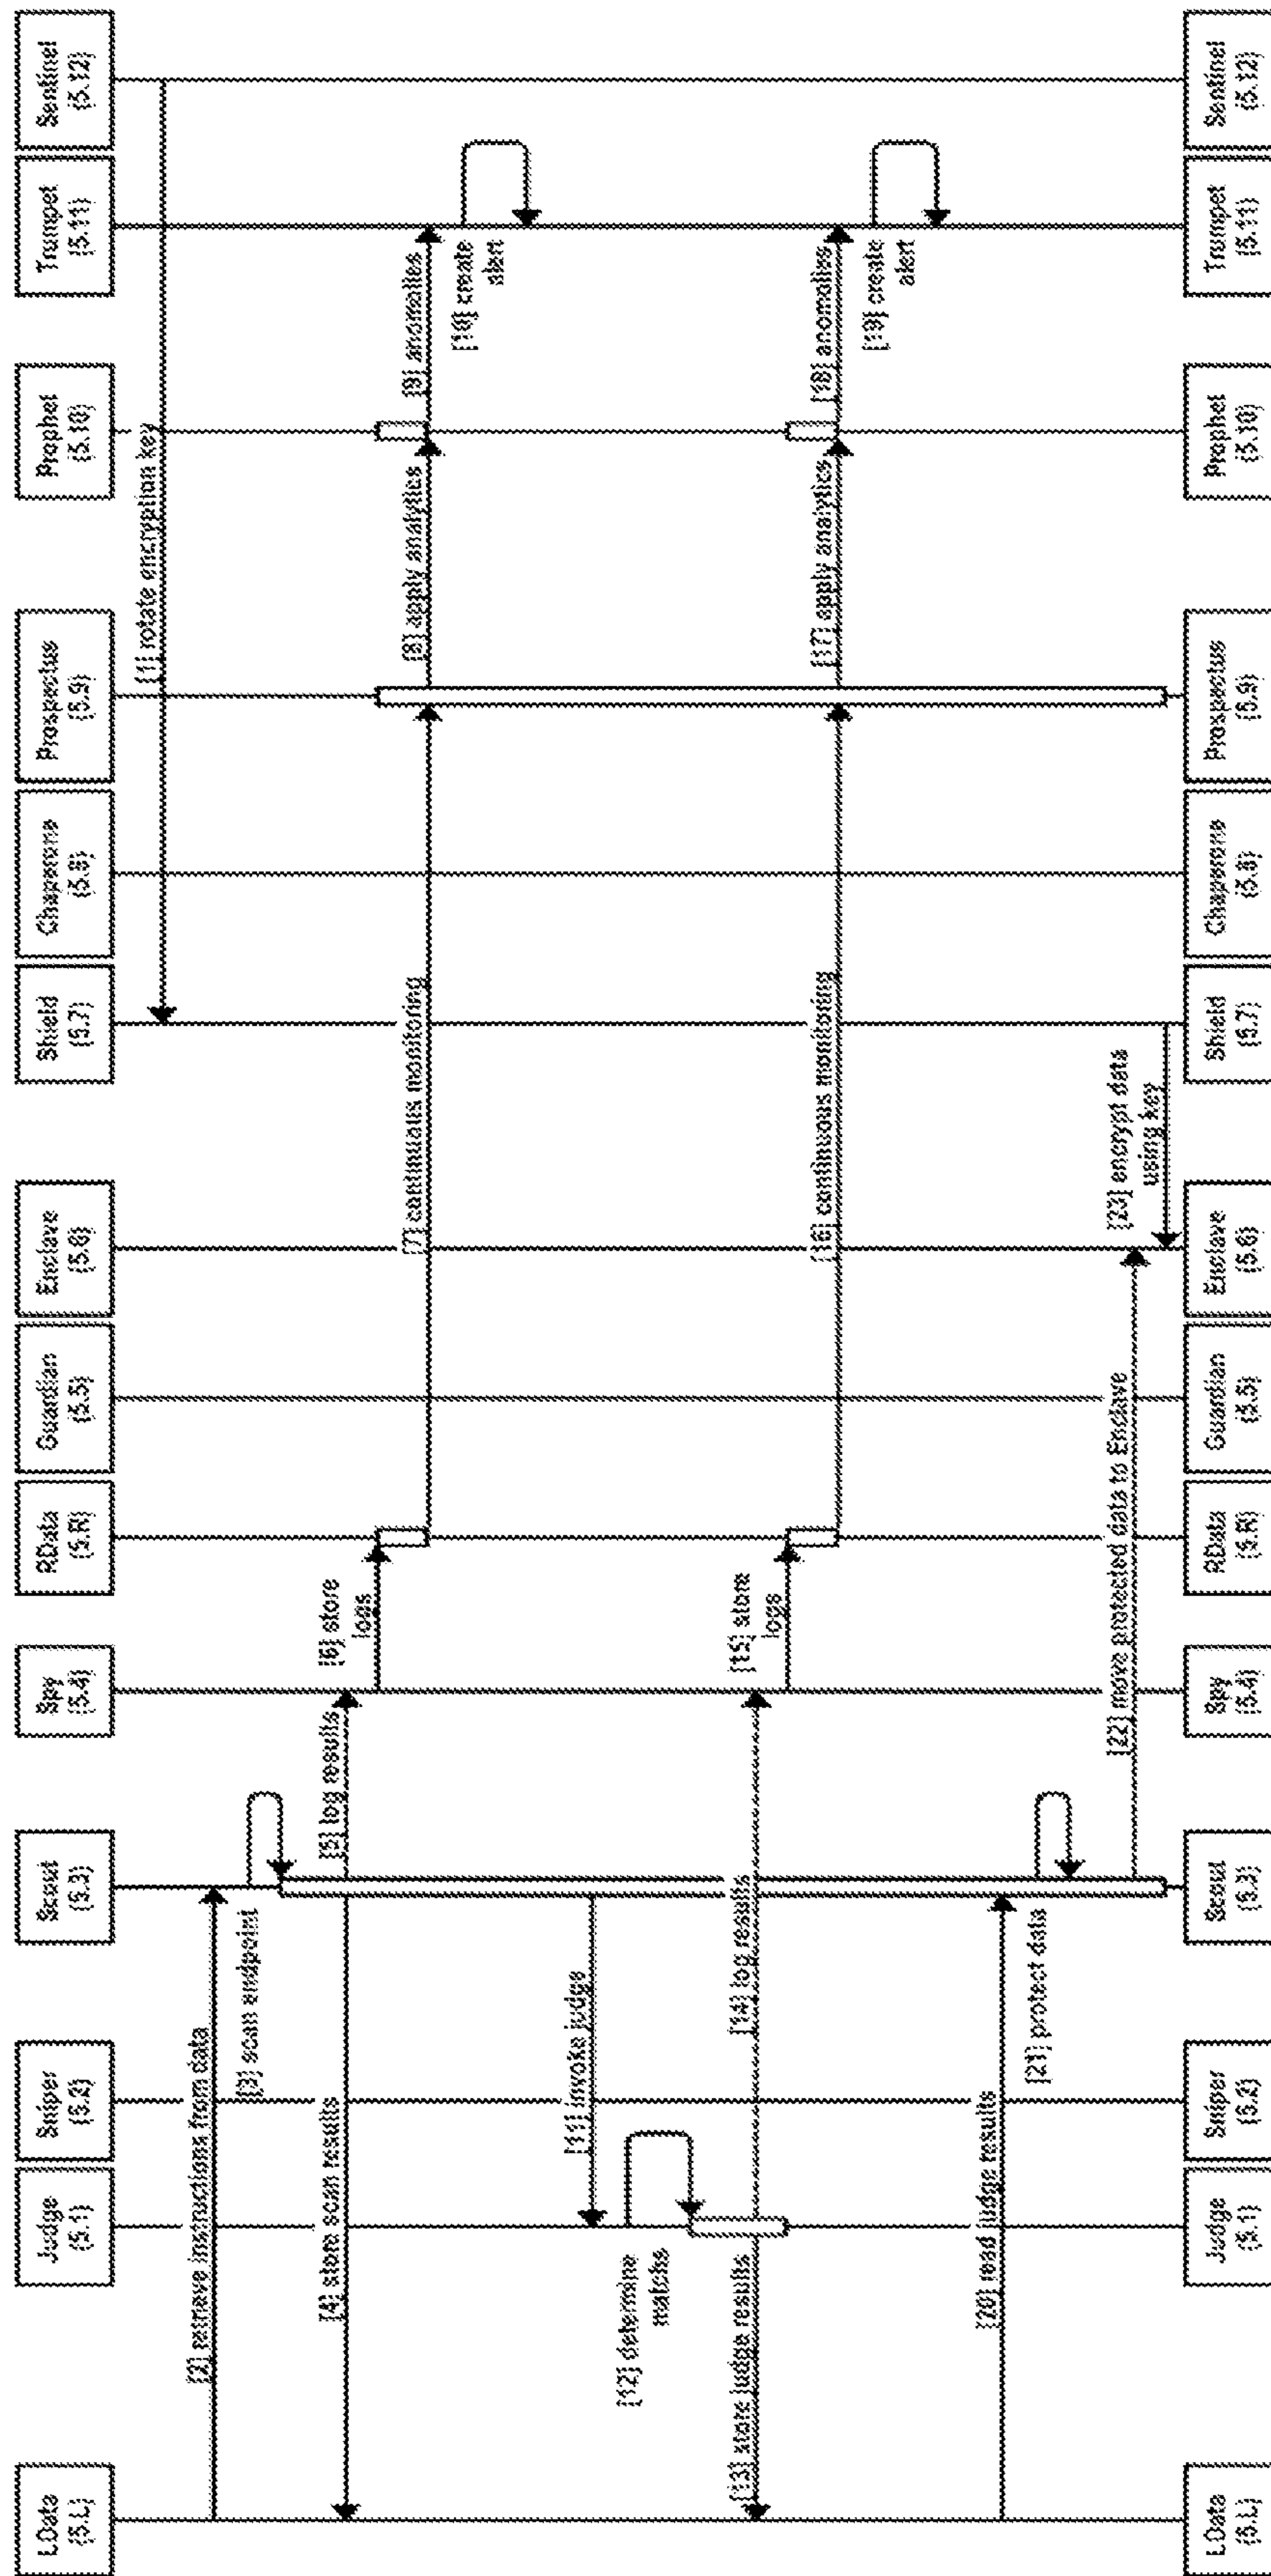 LData
(5.L)
Judge
(5.1)
Sniper
(5.2)
Scout
(5.3)
Spy
(5.4)
RData
(5.R)
Guardian
(5.5)
Enclave
(5.6)
Shield
(5.7)
Chaperone
(5.8)
Prospectus
(5.9)
Prophet
(5.10)
Trumpet
(5.11)
Sentinel
(5.12)
[1] rotate encryption key
[2] retrieve instructions from data
[3] scan endpoint
[4] store scan results
[5] log results
[6] store
logs
[7] continuous monitoring
[8] apply analytics
[9] anomalies
[10] create
alert
[11] invoke judge
[12] determine
matchs
[13] store judge results
[14] log results
[15] store
logs
[16] continuous monitoring
[17] apply analytics
[18] anomalies
[19] create
alert
[20] read judge results
[21] protect data
[22] move protected data to Enclave
[23] encrypt data
using key
LData
(5.L)
Judge
(5.1)
Sniper
(5.2)
Scout
(5.3)
Spy
(5.4)
RData
(5.R)
Guardian
(5.5)
Enclave
(5.6)
Shield
(5.7)
Chaperone
(5.8)
Prospectus
(5.9)
Prophet
(5.10)
Trumpet
(5.11)
Sentinel
(5.12)